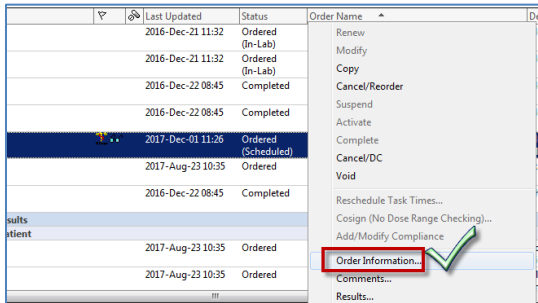 Last Updated Status Order Name D
2016-Dec-21 11:32 Ordered (In-Lab)
2016-Dec-21 11:32 Ordered (In-Lab)
2016-Dec-22 08:45 Completed
2016-Dec-22 08:45 Completed
2017-Dec-01 11:26 Ordered (Scheduled)
2017-Aug-23 10:35 Ordered
2016-Dec-22 08:45 Completed
sults
atient
2017-Aug-23 10:35 Ordered
2017-Aug-23 10:35 Ordered
Renew
Modify
Copy
Cancel/Reorder
Suspend
Activate
Complete
Cancel/DC
Void
Reschedule Task Times...
Cosign (No Dose Range Checking)...
Add/Modify Compliance
Order Information...
Comments...
Results...